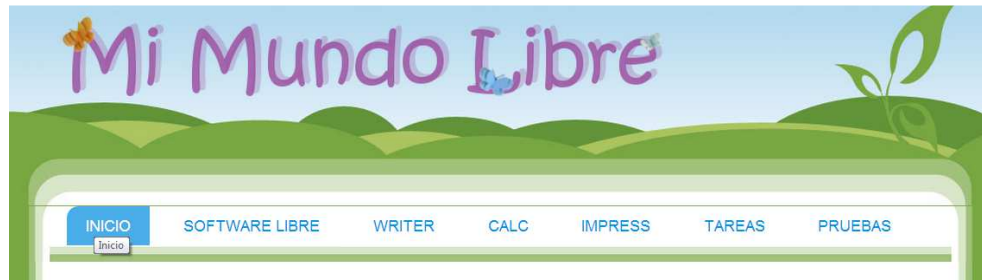 Mi Mundo Libre
INICIO SOFTWARE LIBRE WRITER CALC IMPRESS TAREAS PRUEBAS
Inicio